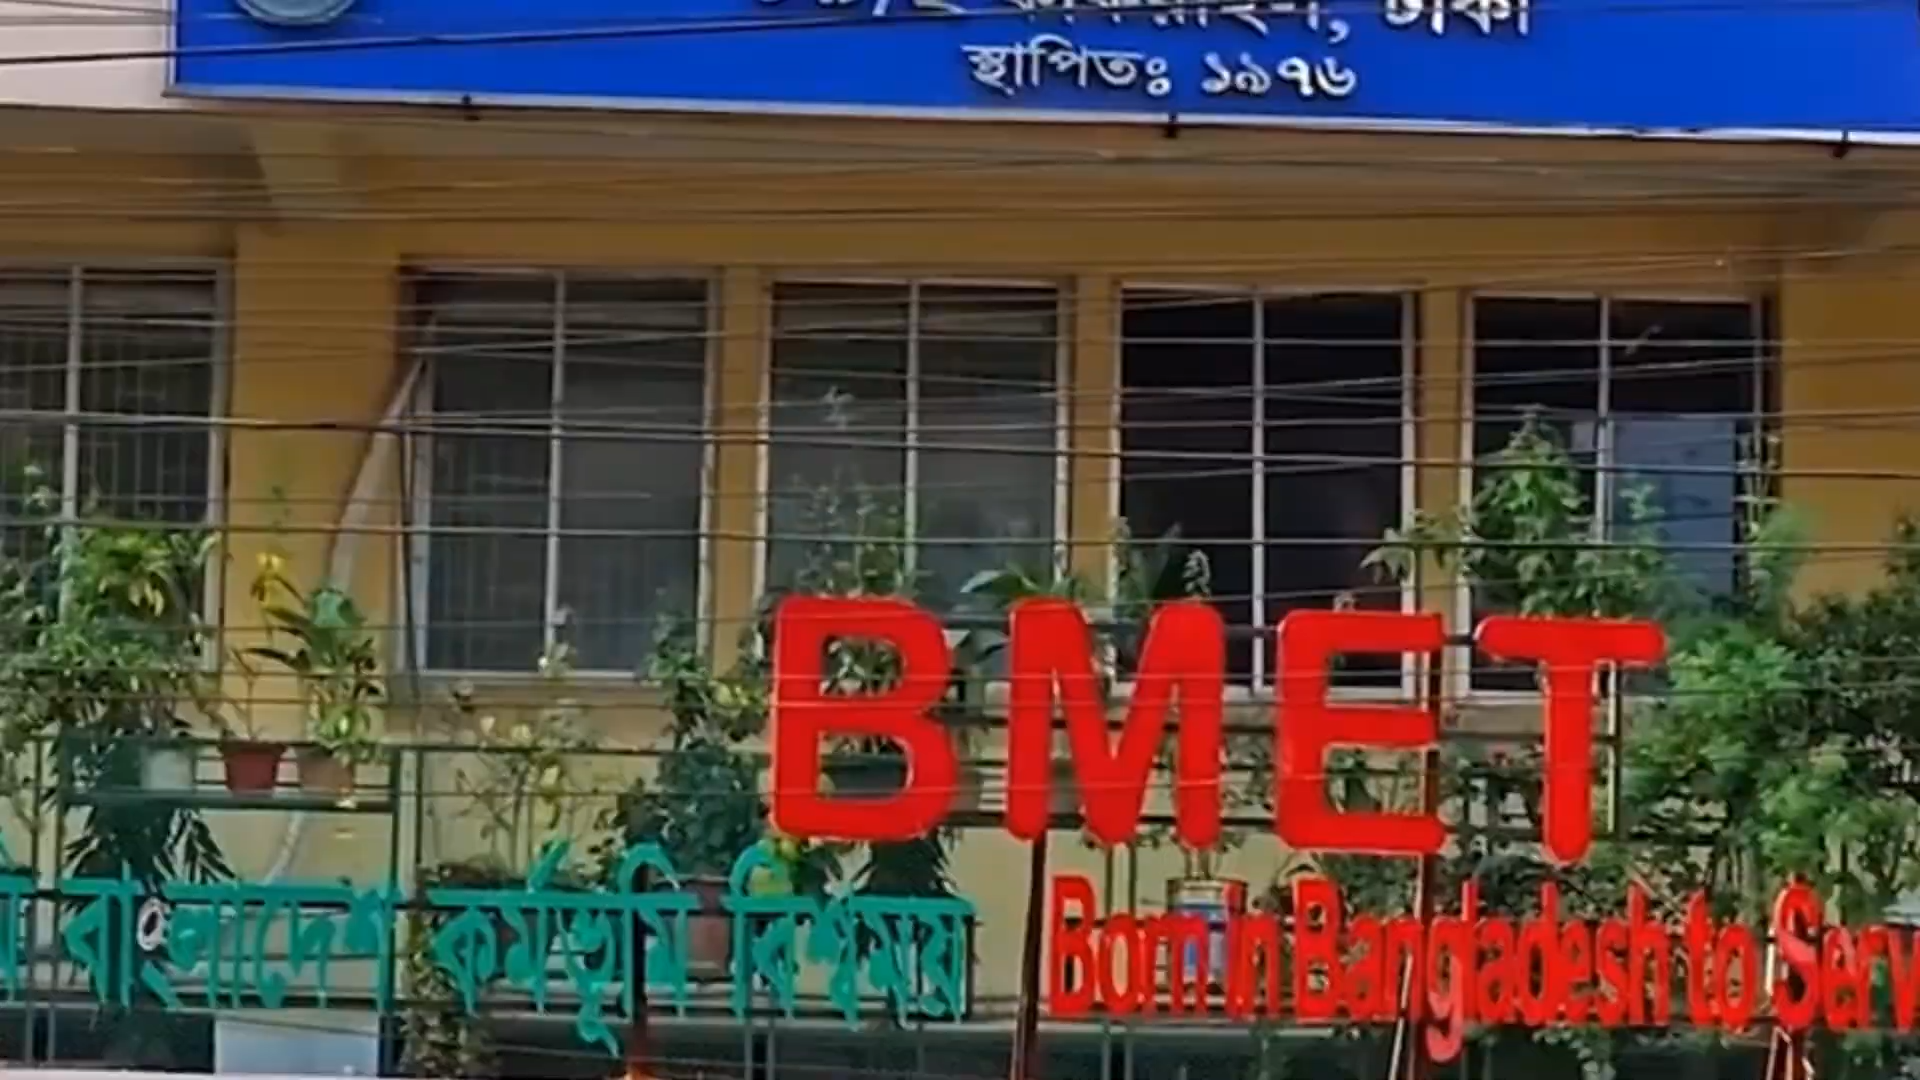 ঢাকা
স্থাপিতঃ ১৯৭৬
BMET
বাংলাদেশ কর্মভূমি বিশ্বময়
Born in Bangladesh to Serv